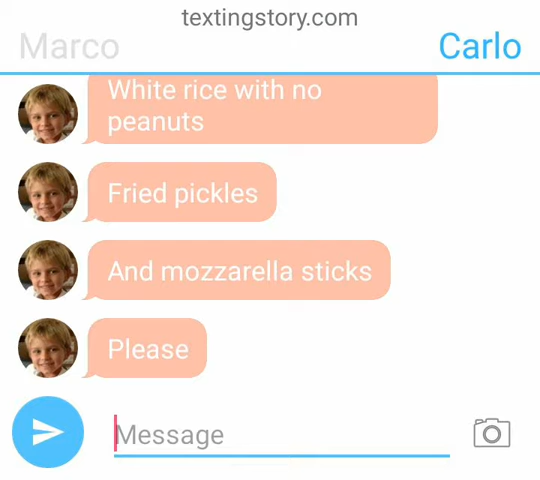 textingstory.com
Marco
Carlo
White rice with no
peanuts
Fried pickles
And mozzarella sticks
Please
Message